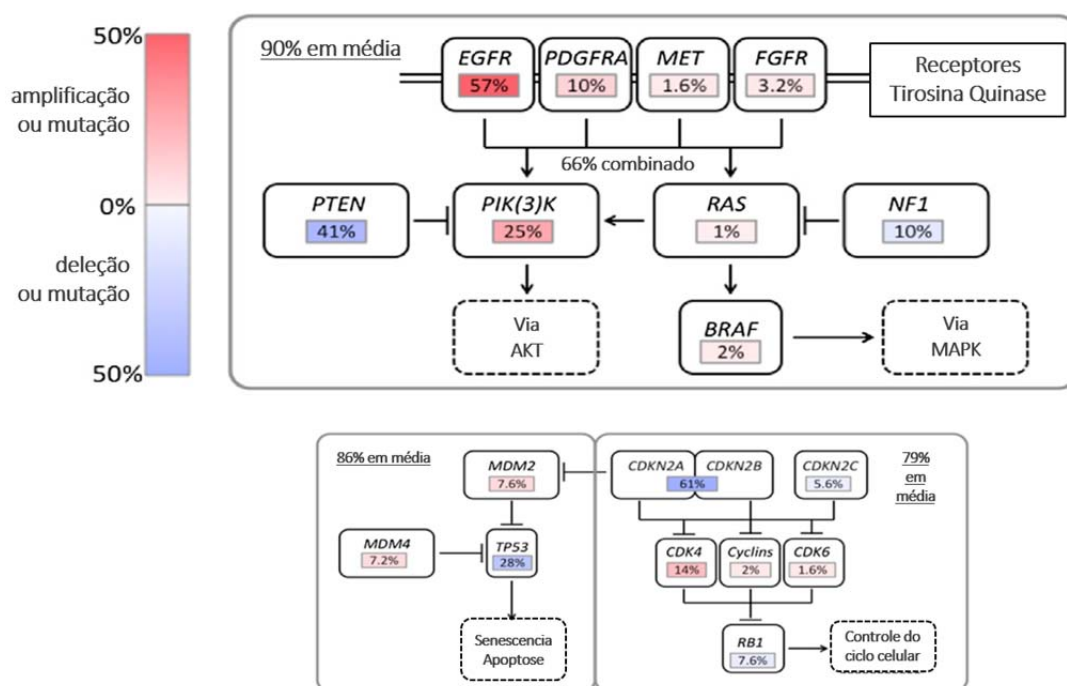 50%
amplificação
ou mutação
0%
deleção
ou mutação
50%
90% em média
EGFR
57%
PDGFRA
10%
MET
1.6%
FGFR
3.2%
Receptores
Tirosina Quinase
66% combinado
PTEN
41%
PIK(3)K
25%
RAS
1%
NF1
10%
Via
AKT
BRAF
2%
Via
MAPK
86% em média
MDM2
7.6%
MDM4
7.2%
TP53
28%
Senescencia
Apoptose
CDKN2A
CDKN2B
61%
CDKN2C
5.6%
79%
em
média
CDK4
14%
Cyclins
2%
CDK6
1.6%
RB1
7.6%
Controle do
ciclo celular